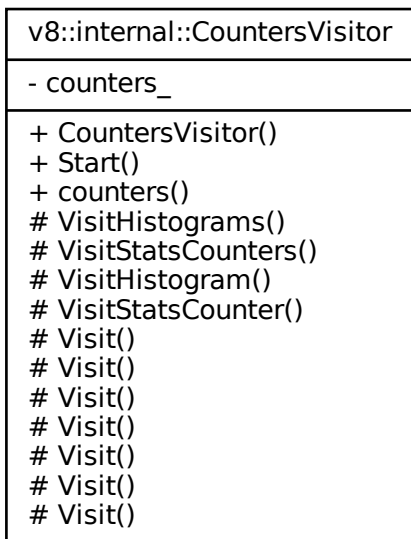 v8::internal::CountersVisitor
- counters_
+ CountersVisitor()
+ Start()
+ counters()
# VisitHistograms()
# VisitStatsCounters()
# VisitHistogram()
# VisitStatsCounter()
# Visit()
# Visit()
# Visit()
# Visit()
# Visit()
# Visit()
# Visit()